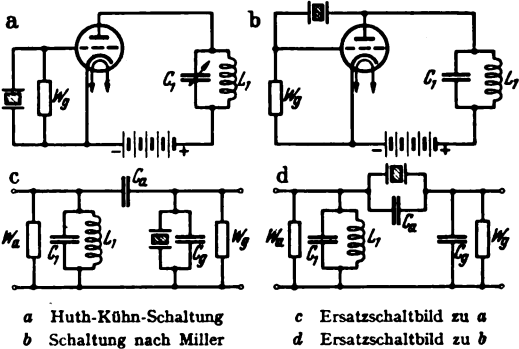 a b
C₁ L₁ C₁ L₁
Wg Wg
− + − +
c Ca d
Wa C₁ L₁ Cg Wg Wa C₁ L₁ Ca Cg Wg
a Huth-Kühn-Schaltung c Ersatzschaltbild zu a
b Schaltung nach Miller d Ersatzschaltbild zu b